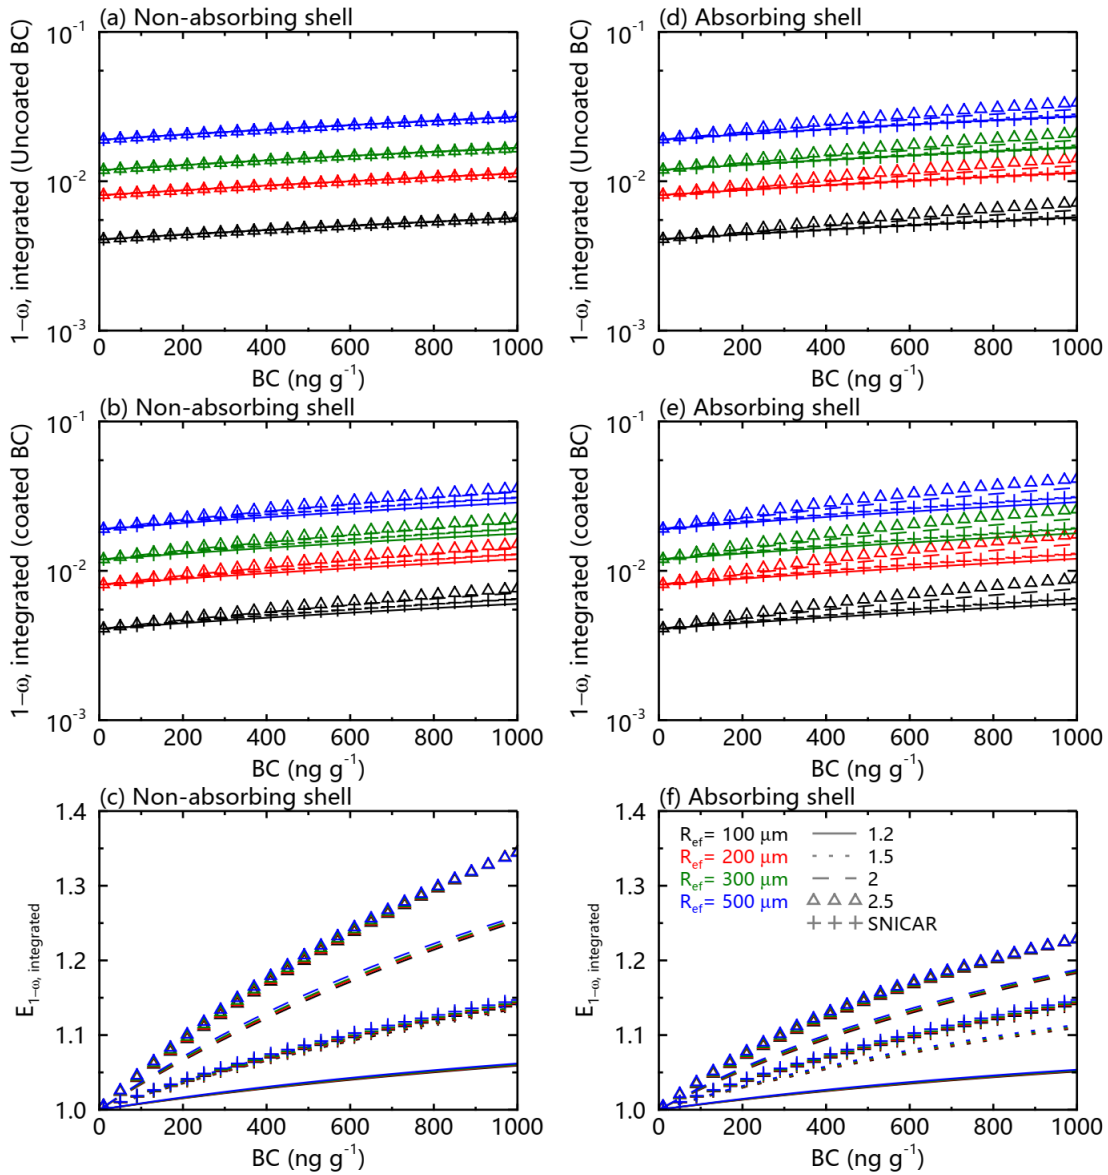 (a) Non-absorbing shell
10⁻¹
10⁻²
10⁻³
1−ω, integrated (Uncoated BC)
0 200 400 600 800 1000
BC (ng g⁻¹)
(d) Absorbing shell
10⁻¹
10⁻²
10⁻³
1−ω, integrated (Uncoated BC)
0 200 400 600 800 1000
BC (ng g⁻¹)
(b) Non-absorbing shell
10⁻¹
10⁻²
10⁻³
1−ω, integrated (coated BC)
0 200 400 600 800 1000
BC (ng g⁻¹)
(e) Absorbing shell
10⁻¹
10⁻²
10⁻³
1−ω, integrated (coated BC)
0 200 400 600 800 1000
BC (ng g⁻¹)
(c) Non-absorbing shell
1.4
1.3
1.2
1.1
1.0
E1−ω, integrated
0 200 400 600 800 1000
BC (ng g⁻¹)
(f) Absorbing shell
1.4
1.3
1.2
1.1
1.0
E1−ω, integrated
Ref= 100 μm 1.2
Ref= 200 μm 1.5
Ref= 300 μm 2
Ref= 500 μm 2.5
SNICAR
0 200 400 600 800 1000
BC (ng g⁻¹)